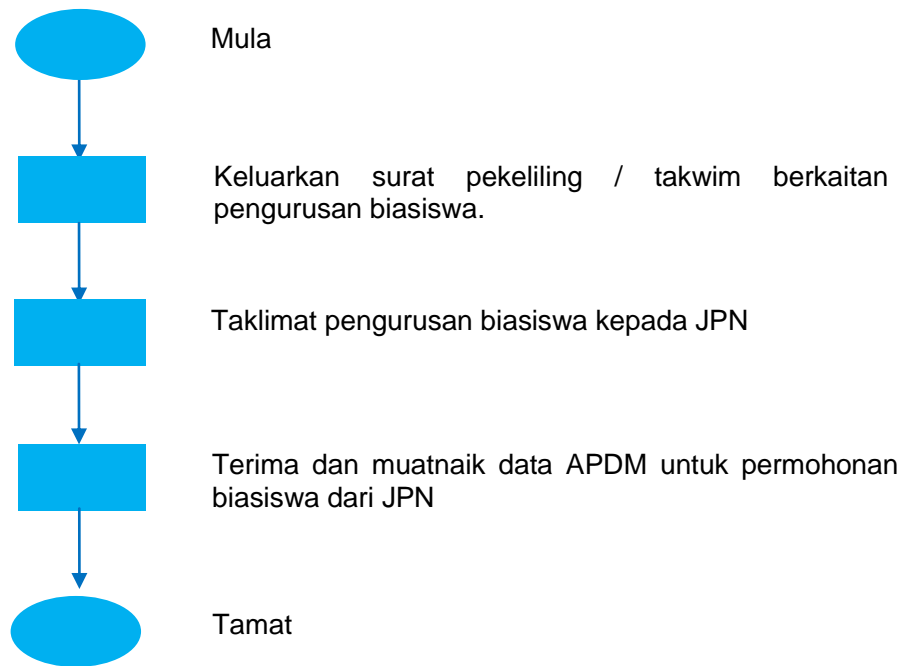 Mula
Keluarkan surat pekeliling / takwim berkaitan
pengurusan biasiswa.
Taklimat pengurusan biasiswa kepada JPN
Terima dan muatnaik data APDM untuk permohonan
biasiswa dari JPN
Tamat